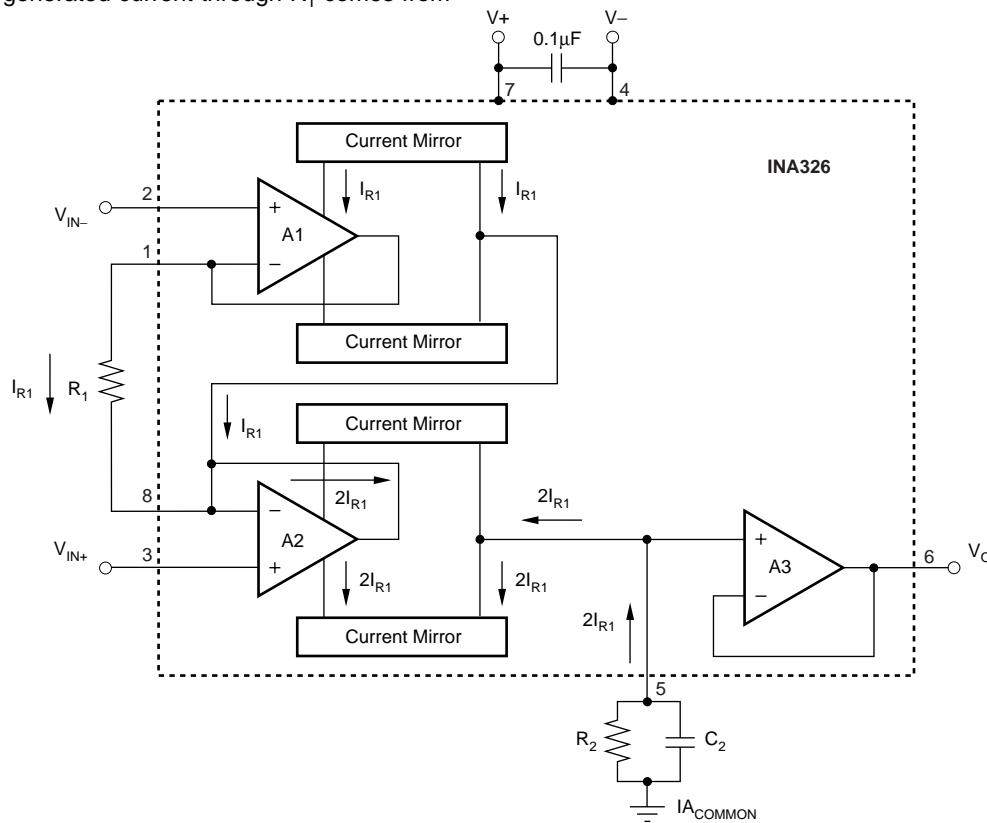 generated current through R1 comes from
V+
V–
0.1µF
7
4
Current Mirror
INA326
IR1
IR1
2
VIN–
A1
+
–
1
Current Mirror
IR1
R1
IR1
Current Mirror
8
–
2IR1
2IR1
A2
VIN+
3
+
2IR1
2IR1
+
A3
–
6
Current Mirror
2IR1
5
R2
C2
IACOMMON